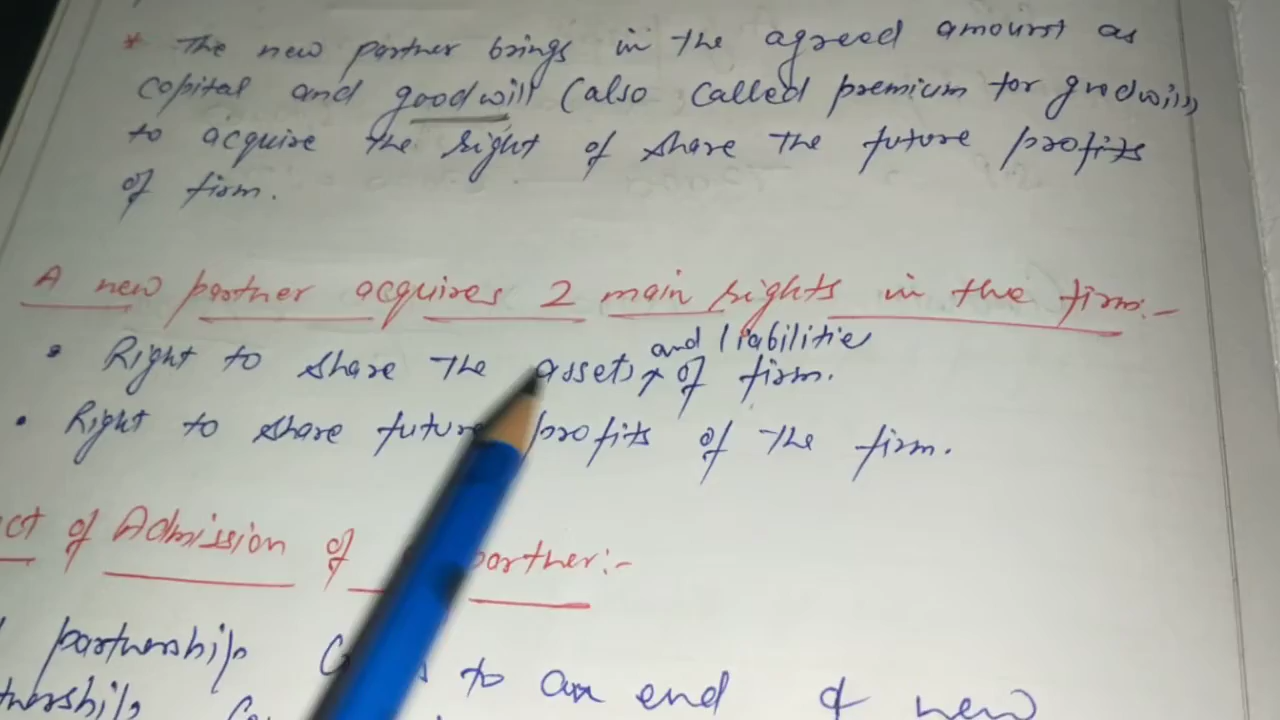 * The new partner brings in the agreed amount as
capital and goodwill (also called premium for goodwill)
to acquire the right of share the future profits
of firm.
A new partner acquires 2 main rights in the firm:-
• Right to share the assets and liabilities of firm.
• Right to share future profits of the firm.
of Admission of partner:-
partnership to an end & new